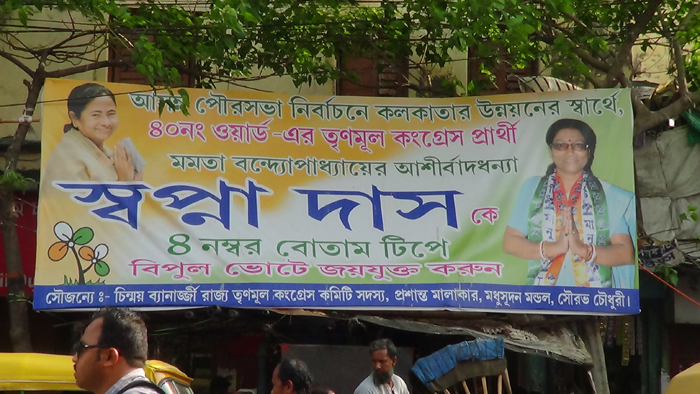 আসন্ন পৌরসভা নির্বাচনে কলকাতার উন্নয়নের স্বার্থে,
৪০নং ওয়ার্ড-এর তৃণমূল কংগ্রেস প্রার্থী
মমতা বন্দ্যোপাধ্যায়ের আশীর্বাদধন্যা
স্বপ্না দাস কে
৪ নম্বর বোতাম টিপে
বিপুল ভোটে জয়যুক্ত করুন
সৌজন্যে ঃ- চিন্ময় ব্যানার্জ্জী রাজ্য তৃণমূল কংগ্রেস কমিটি সদস্য, প্রশান্ত মালাকার, মধুসূদন মন্ডল, সৌরভ চৌধুরী।